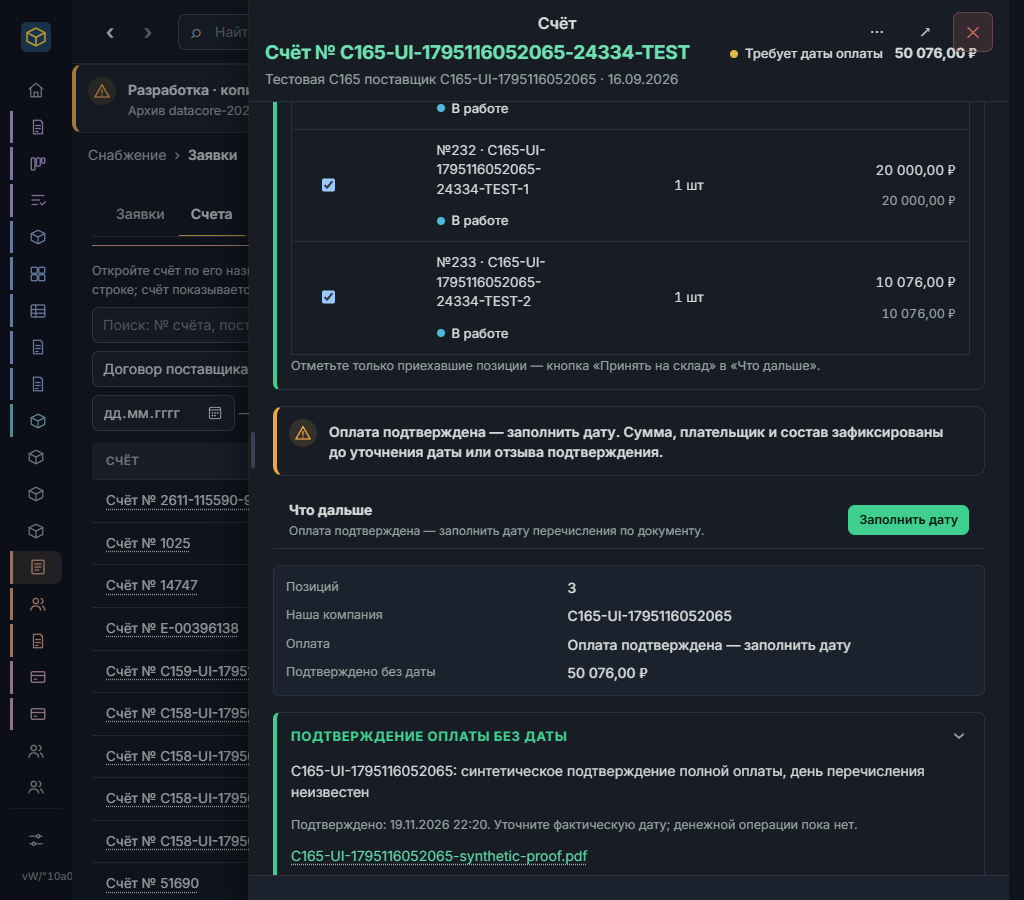 Счёт
Счёт № C165-UI-1795116052065-24334-TEST
Требует даты оплаты 50 076,00 ₽
Тестовая C165 поставщик C165-UI-1795116052065 · 16.09.2026
Найт
Разработка · копи
Архив datacore-202
Снабжение › Заявки
Заявки Счета
Откройте счёт по его назв
строке; счёт показываетс
Поиск: № счёта, пост
Договор поставщика
дд.мм.гггг —
СЧЁТ
Счёт № 2611-115590-9
Счёт № 1025
Счёт № 14747
Счёт № E-00396138
Счёт № C159-UI-1795
Счёт № C158-UI-1795
Счёт № C158-UI-1795
Счёт № C158-UI-1795
Счёт № C158-UI-1795
Счёт № 51690
vW/"10a0
В работе
№232 · C165-UI-
1795116052065-
24334-TEST-1
В работе
1 шт
20 000,00 ₽
20 000,00 ₽
№233 · C165-UI-
1795116052065-
24334-TEST-2
В работе
1 шт
10 076,00 ₽
10 076,00 ₽
Отметьте только приехавшие позиции — кнопка «Принять на склад» в «Что дальше».
Оплата подтверждена — заполнить дату. Сумма, плательщик и состав зафиксированы
до уточнения даты или отзыва подтверждения.
Что дальше
Оплата подтверждена — заполнить дату перечисления по документу.
Заполнить дату
Позиций 3
Наша компания C165-UI-1795116052065
Оплата Оплата подтверждена — заполнить дату
Подтверждено без даты 50 076,00 ₽
ПОДТВЕРЖДЕНИЕ ОПЛАТЫ БЕЗ ДАТЫ
C165-UI-1795116052065: синтетическое подтверждение полной оплаты, день перечисления
неизвестен
Подтверждено: 19.11.2026 22:20. Уточните фактическую дату; денежной операции пока нет.
C165-UI-1795116052065-synthetic-proof.pdf